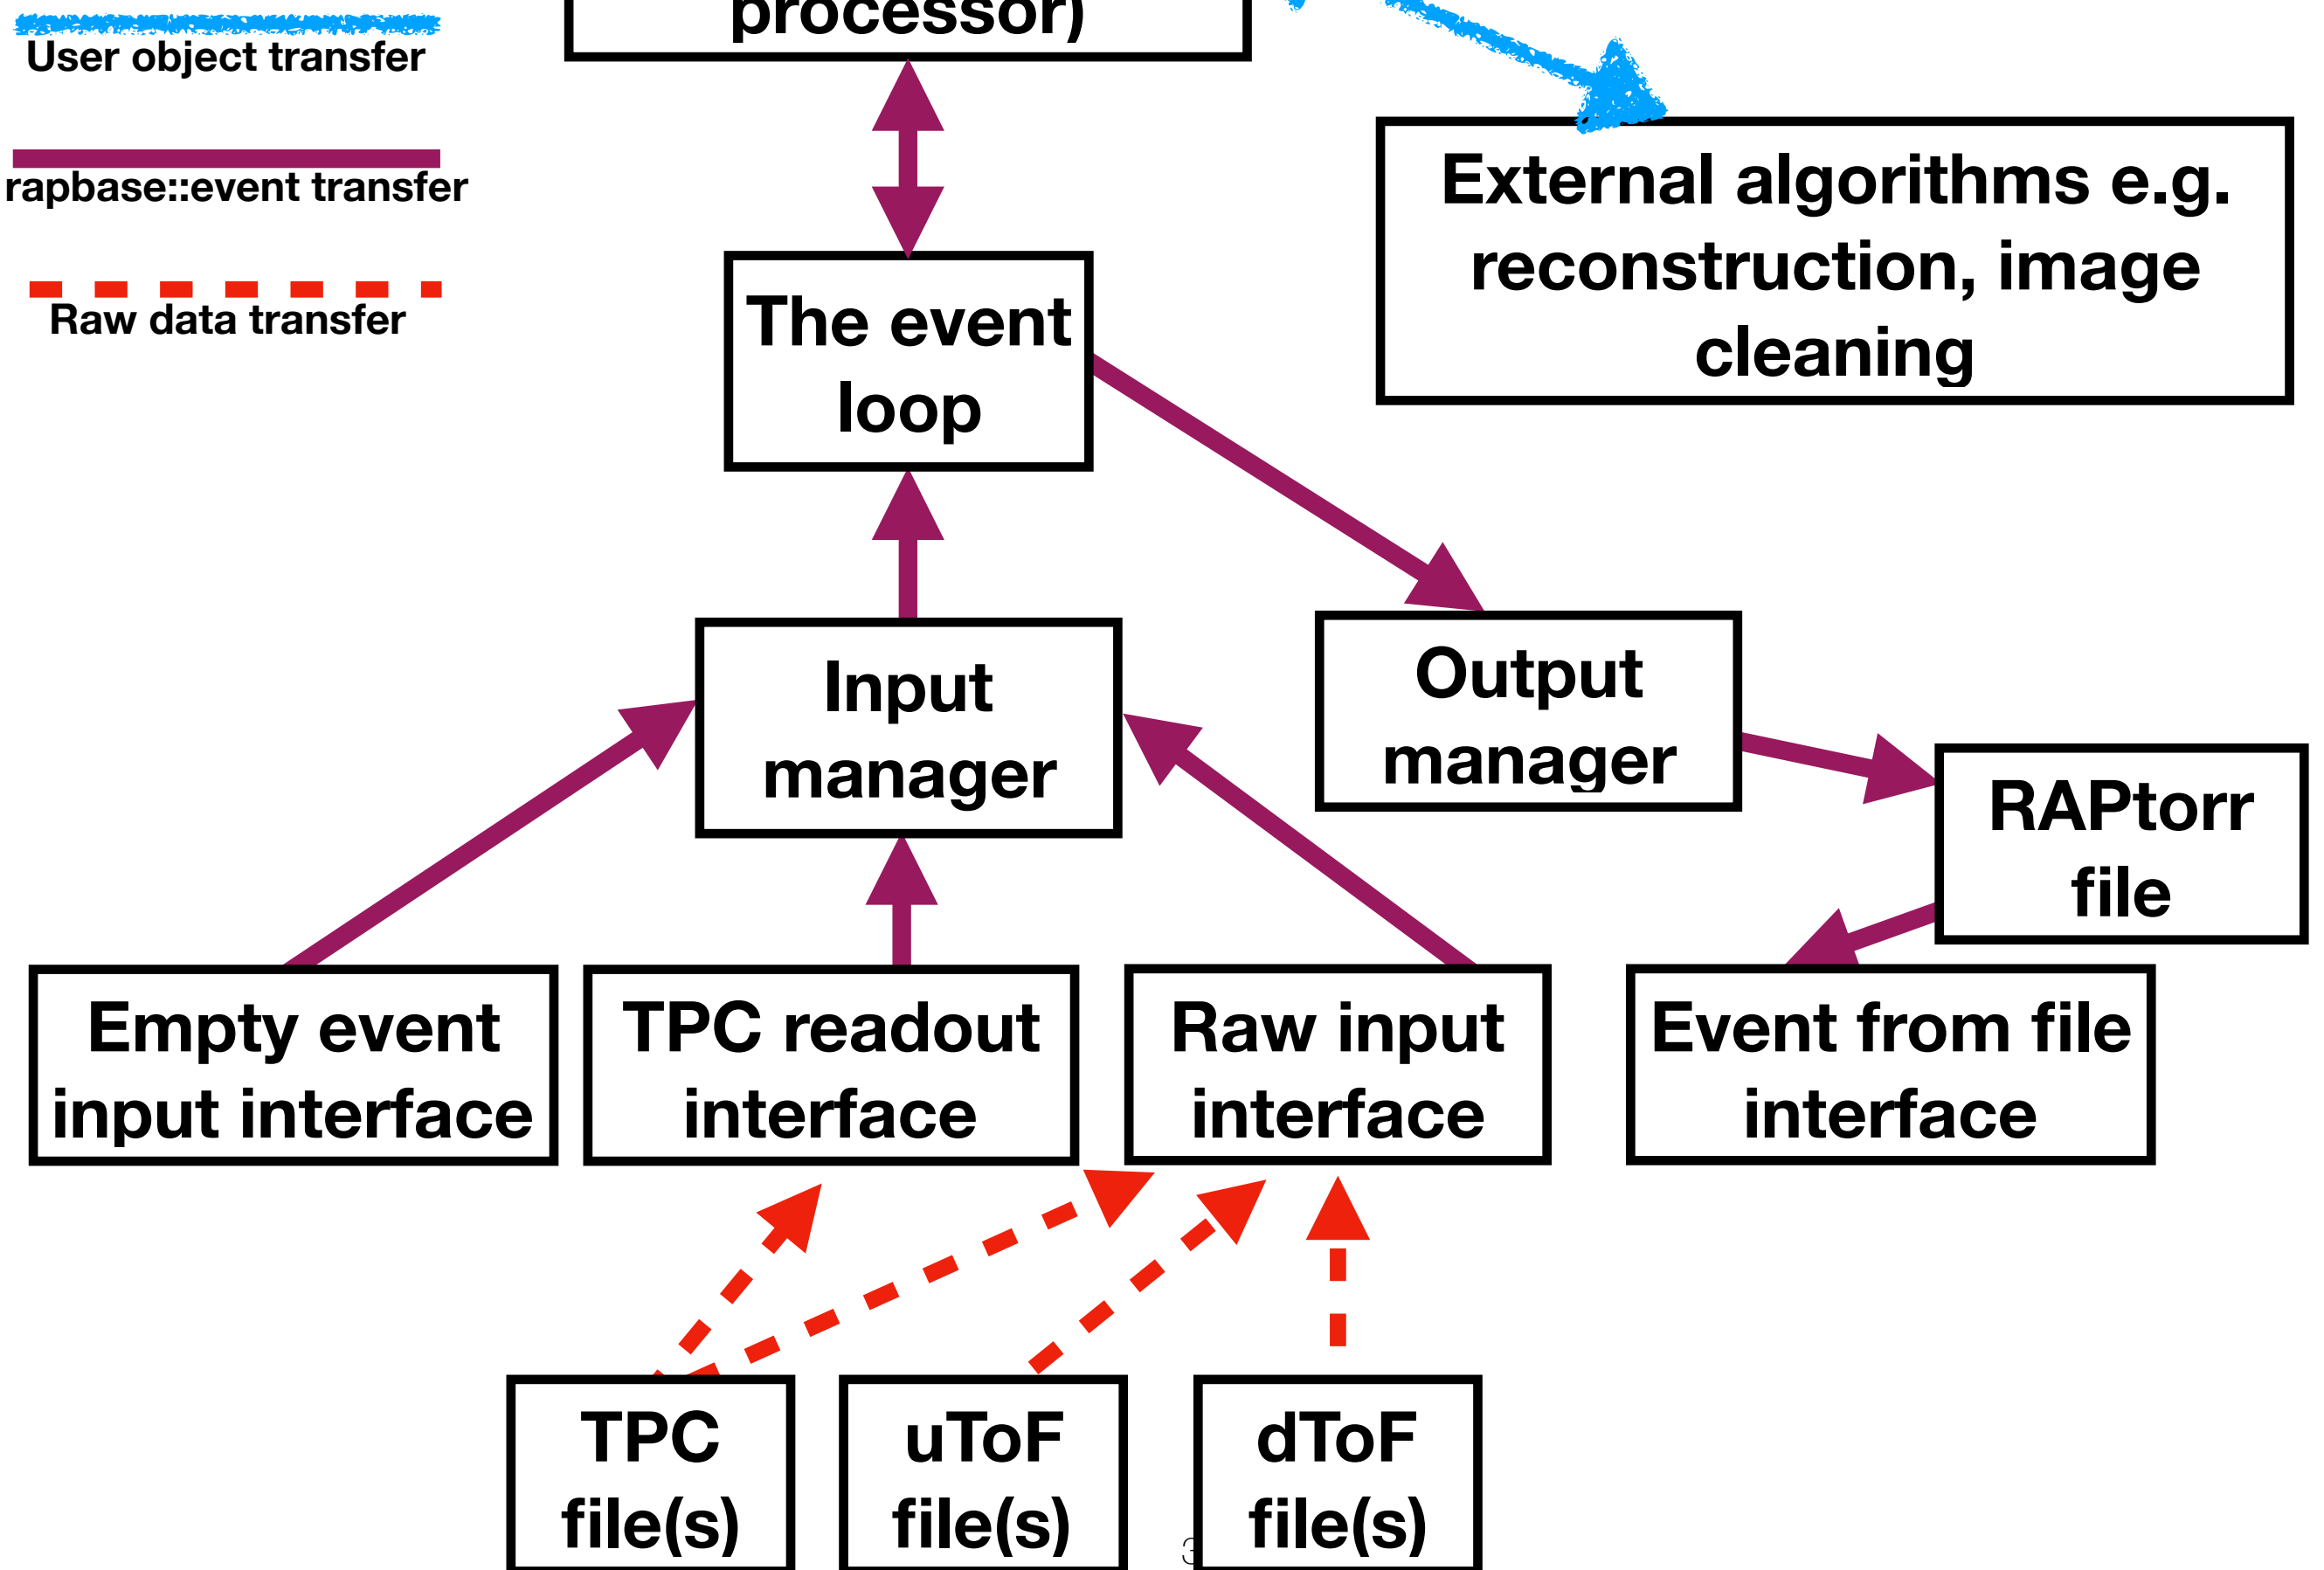 processor)
User object transfer
rapbase::event transfer
Raw data transfer
External algorithms e.g.
reconstruction, image
cleaning
The event
loop
Input
manager
Output
manager
RAPtorr
file
Empty event
input interface
TPC readout
interface
Raw input
interface
Event from file
interface
TPC
file(s)
uToF
file(s)
dToF
file(s)
3